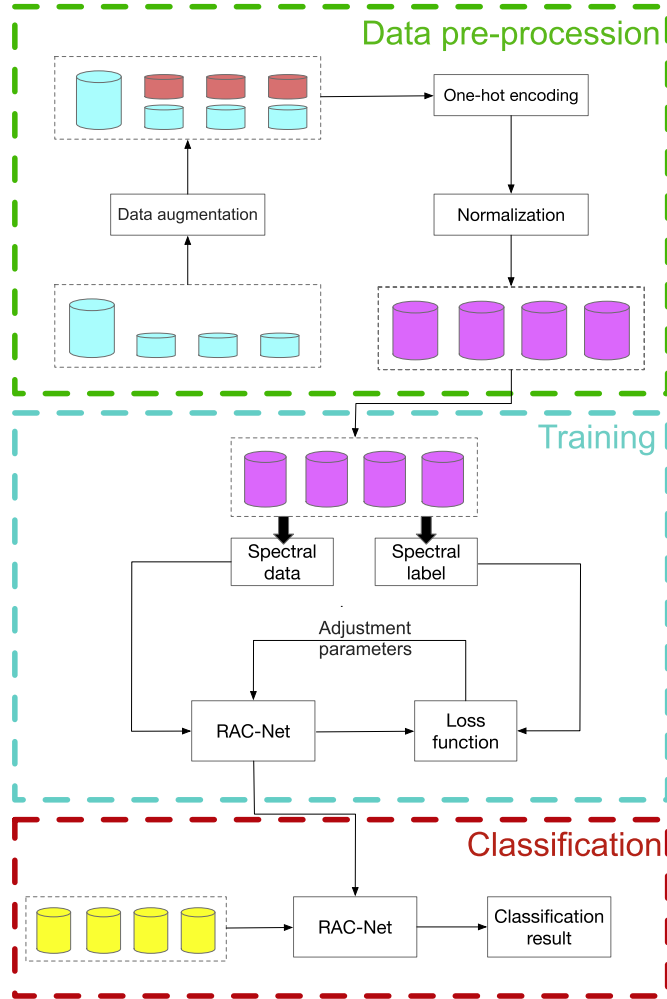 Data pre-procession
One-hot encoding
Data augmentation
Normalization
Training
Spectral
data
Spectral
label
Adjustment
parameters
RAC-Net
Loss
function
Classification
RAC-Net
Classification
result